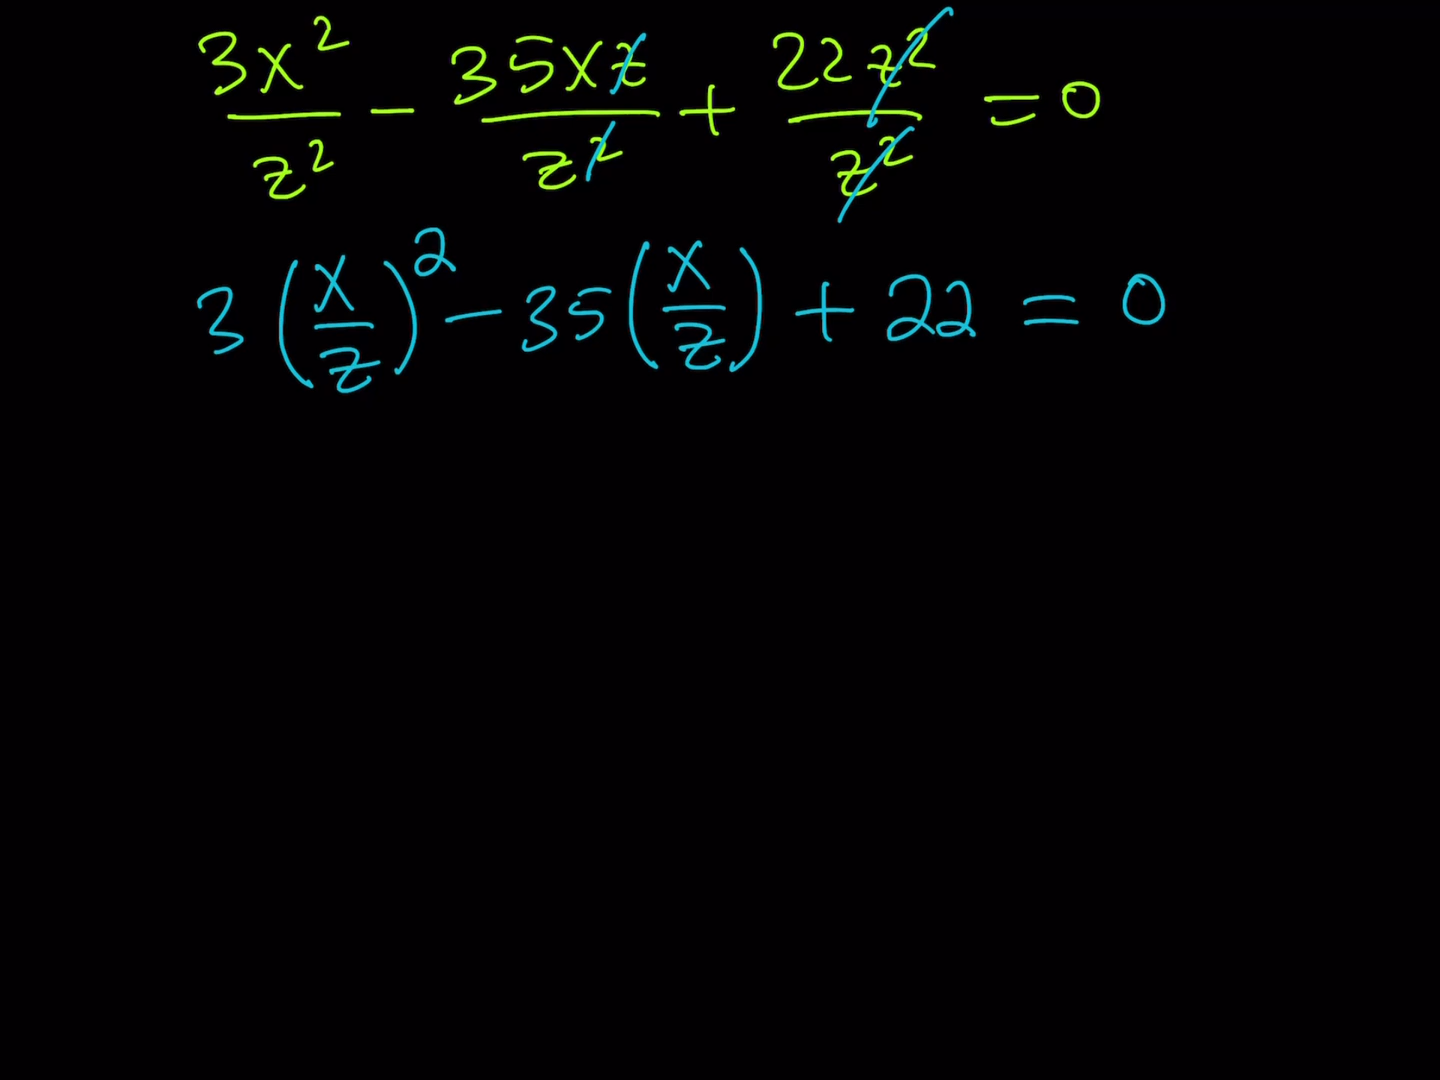 3x²/z² - 35xz/z² + 22z²/z² = 0
3(x/z)² - 35(x/z) + 22 = 0